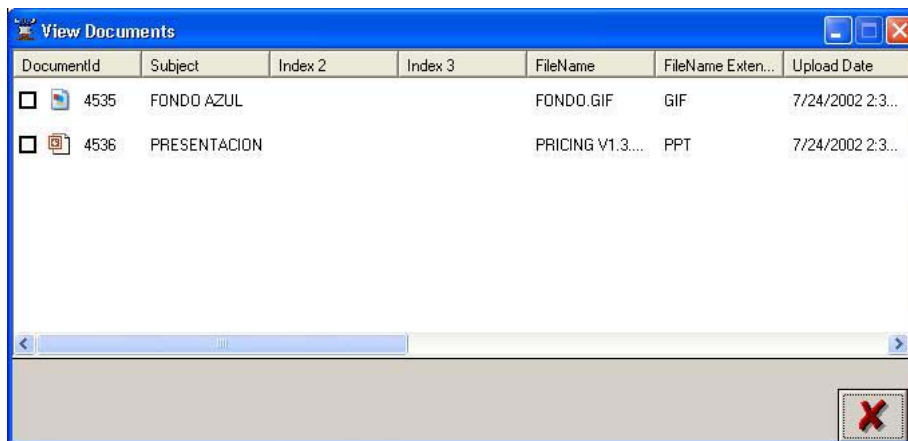 View Documents
DocumentId Subject Index 2 Index 3 FileName FileName Exten... Upload Date
4535 FONDO AZUL FONDO.GIF GIF 7/24/2002 2:3...
4536 PRESENTACION PRICING V1.3.... PPT 7/24/2002 2:3...